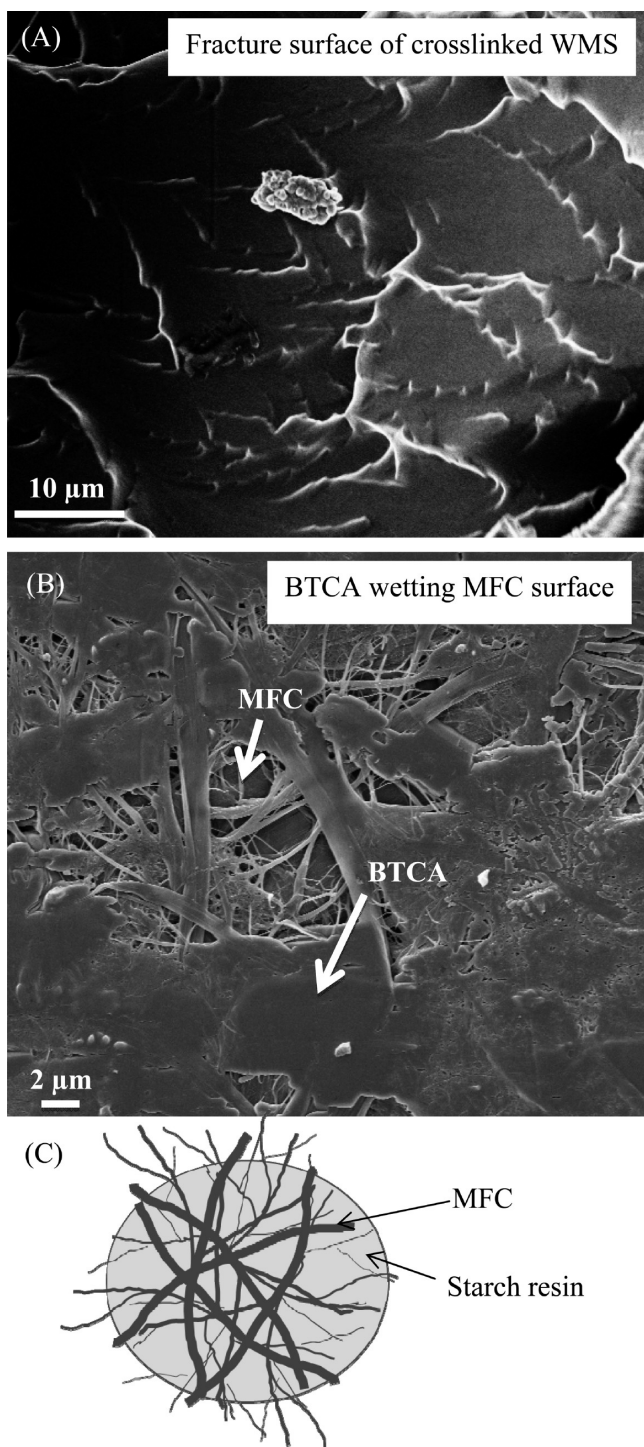 (A)
Fracture surface of crosslinked WMS
10 µm
(B)
BTCA wetting MFC surface
MFC
BTCA
2 µm
(C)
MFC
Starch resin